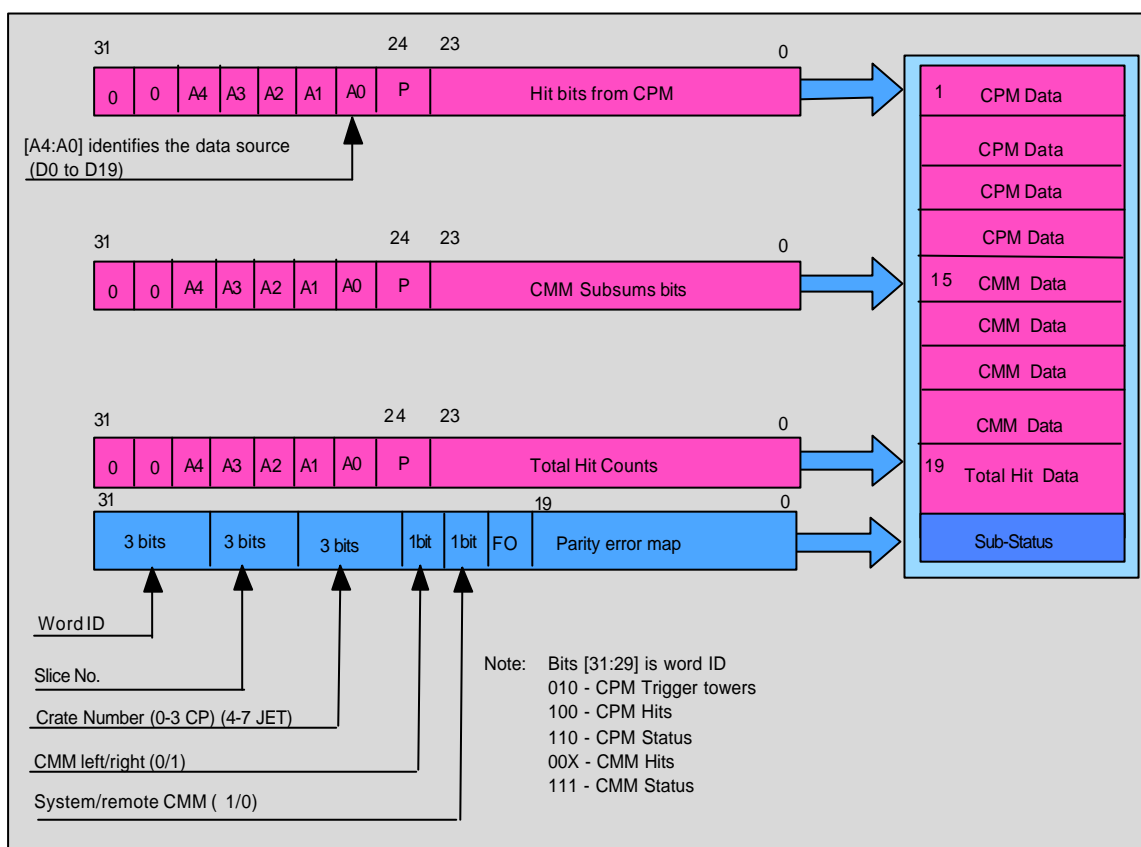 31 24 23 0
0 0 A4 A3 A2 A1 A0 P Hit bits from CPM
[A4:A0] identifies the data source
(D0 to D19)
31 24 23 0
0 0 A4 A3 A2 A1 A0 P CMM Subsums bits
31 24 23 0
0 0 A4 A3 A2 A1 A0 P Total Hit Counts
31 19 0
3 bits 3 bits 3 bits 1bit 1bit FO Parity error map
Word ID
Slice No.
Crate Number (0-3 CP) (4-7 JET)
CMM left/right (0/1)
System/remote CMM ( 1/0)
Note: Bits [31:29] is word ID
010 - CPM Trigger towers
100 - CPM Hits
110 - CPM Status
00X - CMM Hits
111 - CMM Status
1 CPM Data
CPM Data
CPM Data
CPM Data
15 CMM Data
CMM Data
CMM Data
CMM Data
19 Total Hit Data
Sub-Status